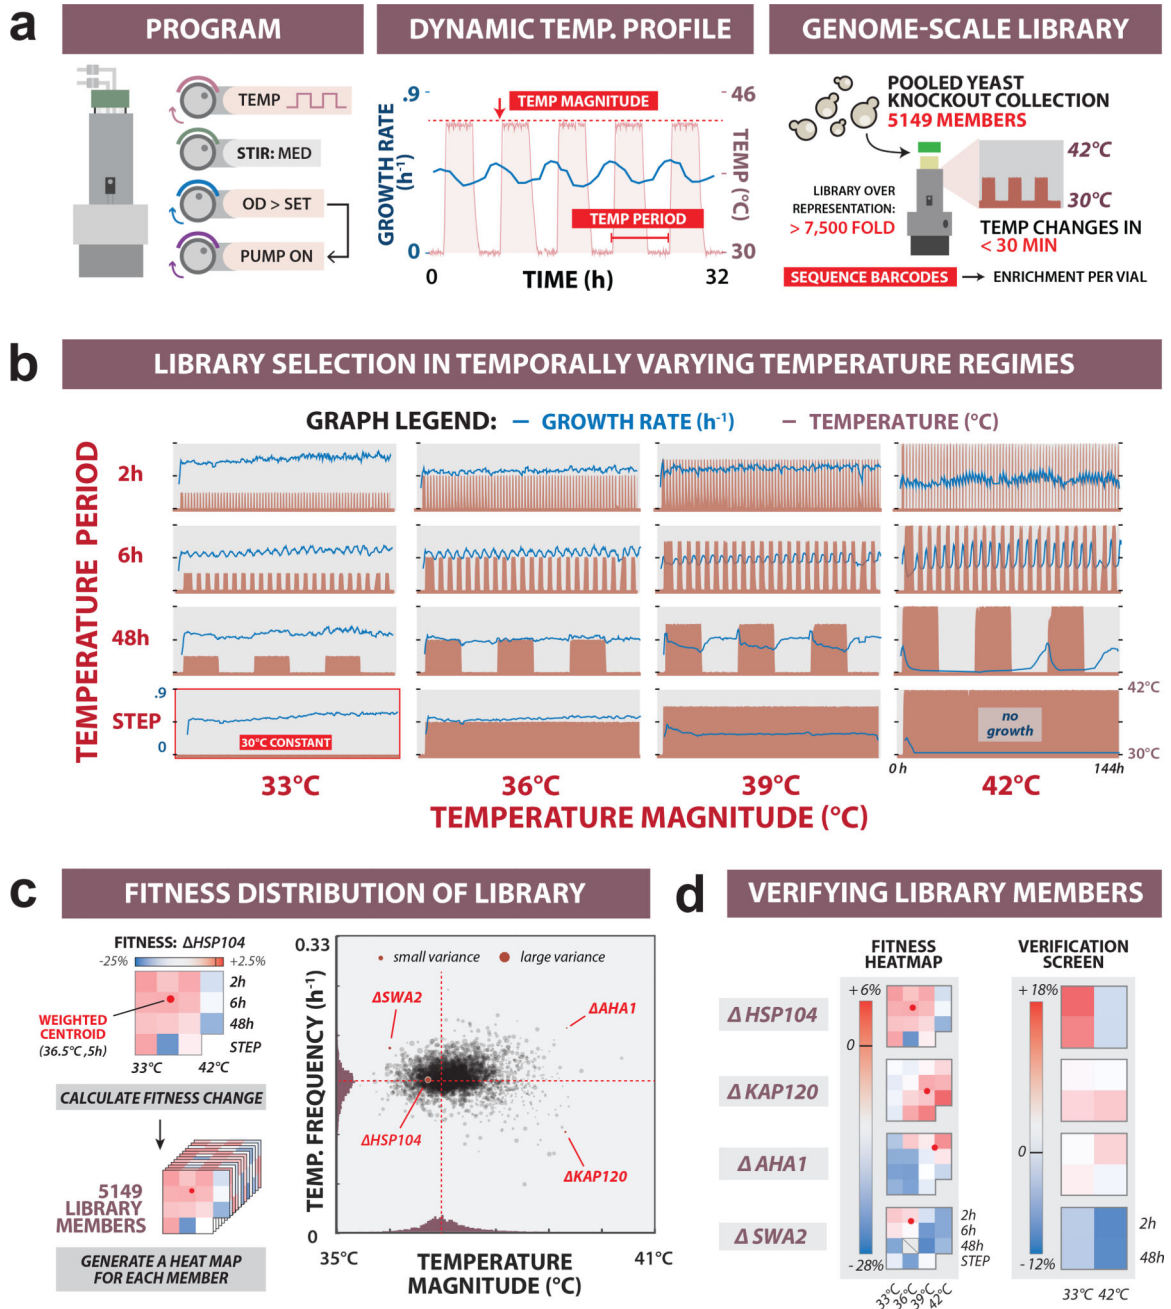 a
PROGRAM
DYNAMIC TEMP. PROFILE
GENOME-SCALE LIBRARY
TEMP
STIR: MED
OD > SET
PUMP ON
.9
GROWTH RATE
(h-1)
0
TEMP MAGNITUDE
TEMP PERIOD
46
TEMP (°C)
30
0
TIME (h)
32
POOLED YEAST
KNOCKOUT COLLECTION
5149 MEMBERS
LIBRARY OVER
REPRESENTATION:
> 7,500 FOLD
42°C
30°C
TEMP CHANGES IN
< 30 MIN
SEQUENCE BARCODES
ENRICHMENT PER VIAL
b
LIBRARY SELECTION IN TEMPORALLY VARYING TEMPERATURE REGIMES
GRAPH LEGEND: – GROWTH RATE (h-1) – TEMPERATURE (°C)
TEMPERATURE PERIOD
2h
6h
48h
STEP
.9
0
30°C CONSTANT
no
growth
42°C
30°C
0 h
144h
33°C
36°C
39°C
42°C
TEMPERATURE MAGNITUDE (°C)
c
FITNESS DISTRIBUTION OF LIBRARY
FITNESS: ΔHSP104
-25%
+2.5%
2h
6h
48h
STEP
WEIGHTED
CENTROID
(36.5°C ,5h)
33°C
42°C
CALCULATE FITNESS CHANGE
5149
LIBRARY
MEMBERS
GENERATE A HEAT MAP
FOR EACH MEMBER
0.33
TEMP. FREQUENCY (h-1)
0
small variance
large variance
ΔSWA2
ΔAHA1
ΔHSP104
ΔKAP120
35°C
TEMPERATURE
MAGNITUDE (°C)
41°C
d
VERIFYING LIBRARY MEMBERS
FITNESS
HEATMAP
VERIFICATION
SCREEN
Δ HSP104
Δ KAP120
Δ AHA1
Δ SWA2
+ 6%
0
- 28%
2h
6h
48h
STEP
33°C
36°C
39°C
42°C
+ 18%
0
- 12%
2h
48h
33°C 42°C